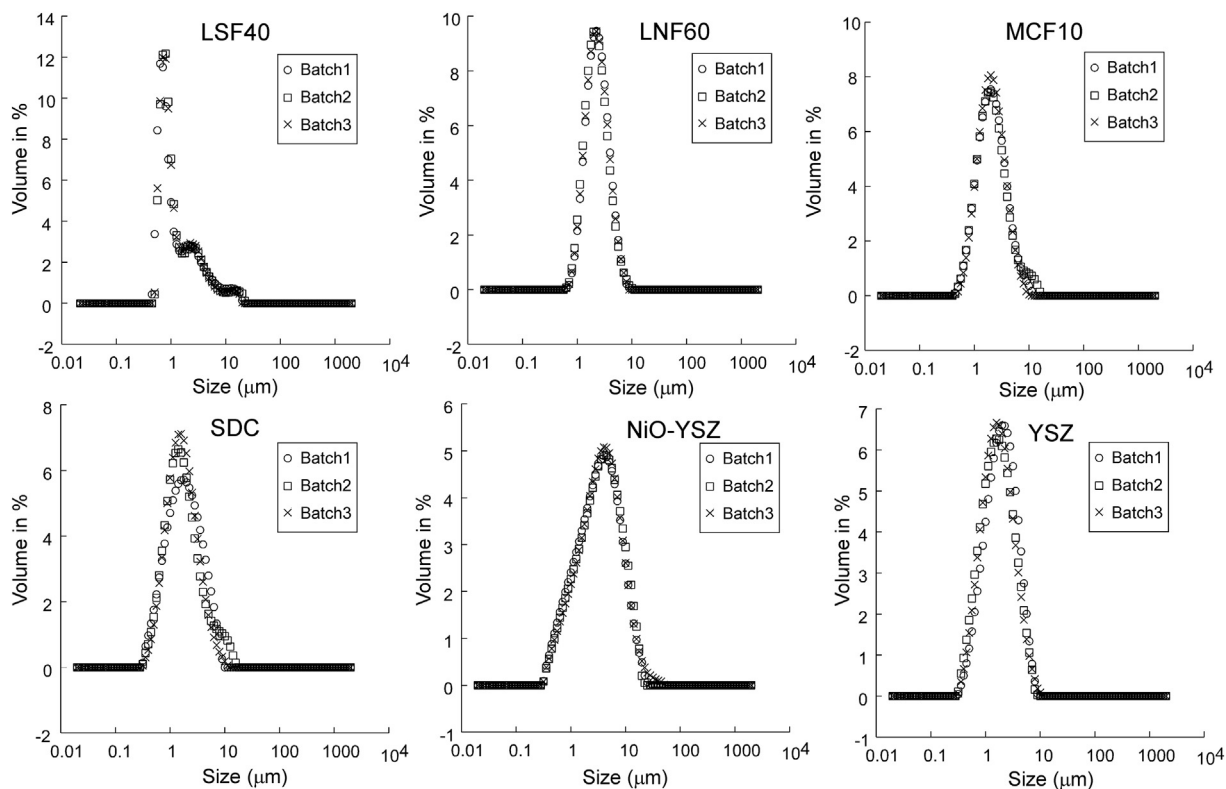 LSF40
Batch1
Batch2
Batch3
Volume in %
14
12
10
8
6
4
2
0
-2
0.01 0.1 1 10 100 1000 10⁴
Size (μm)
LNF60
Batch1
Batch2
Batch3
Volume in %
10
8
6
4
2
0
-2
0.01 0.1 1 10 100 1000 10⁴
Size (μm)
MCF10
Batch1
Batch2
Batch3
Volume in %
10
8
6
4
2
0
-2
0.01 0.1 1 10 100 1000 10⁴
Size (μm)
SDC
Batch1
Batch2
Batch3
Volume in %
8
6
4
2
0
-2
0.01 0.1 1 10 100 1000 10⁴
Size (μm)
NiO-YSZ
Batch1
Batch2
Batch3
Volume in %
6
5
4
3
2
1
0
-1
0.01 0.1 1 10 100 1000 10⁴
Size (μm)
YSZ
Batch1
Batch2
Batch3
Volume in %
7
6
5
4
3
2
1
0
-1
0.01 0.1 1 10 100 1000 10⁴
Size (μm)